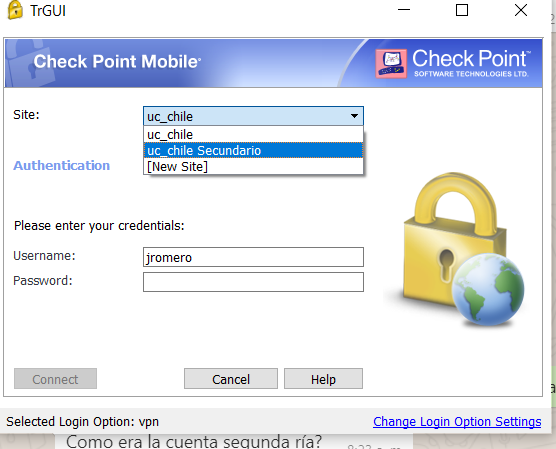 TrGUI
Check Point Mobile
Check Point™
SOFTWARE TECHNOLOGIES LTD.
Site:
uc_chile
uc_chile
uc_chile Secundario
[New Site]
Authentication
Please enter your credentials:
Username:
jromero
Password:
Connect
Cancel
Help
Selected Login Option: vpn
Change Login Option Settings
Como era la cuenta segunda ría?